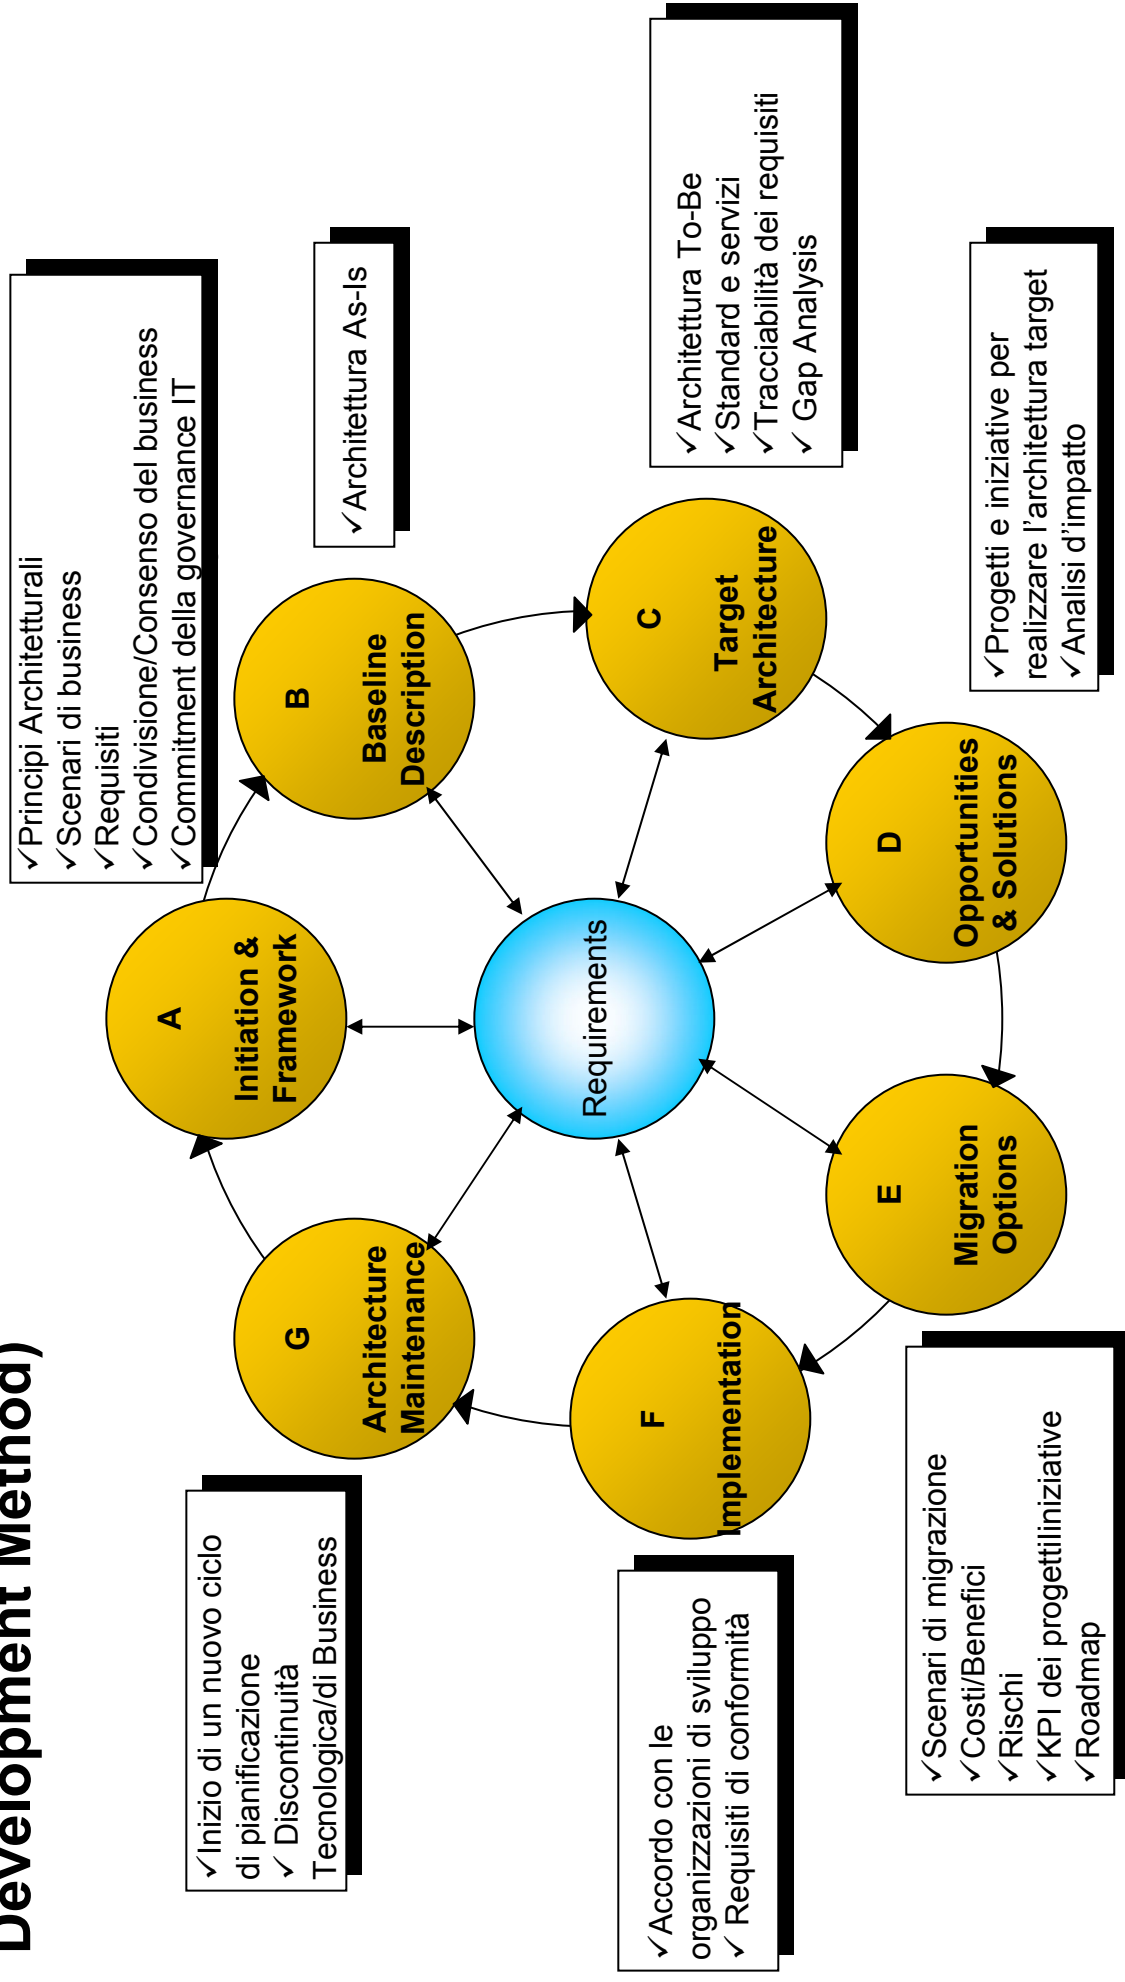 Development Method)
✓Principi Architetturali
✓Scenari di business
✓Requisiti
✓Condivisione/Consenso del business
✓Commitment della governance IT
A
Initiation &
Framework
✓Architettura As-Is
B
Baseline
Description
✓Architettura To-Be
✓Standard e servizi
✓Tracciabilità dei requisiti
✓ Gap Analysis
C
Target
Architecture
✓Progetti e iniziative per
realizzare l'architettura target
✓Analisi d'impatto
D
Opportunities
& Solutions
✓Scenari di migrazione
✓Costi/Benefici
✓Rischi
✓KPI dei progettiIiniziative
✓Roadmap
E
Migration
Options
✓Accordo con le
organizzazioni di sviluppo
✓ Requisiti di conformità
F
Implementation
✓Inizio di un nuovo ciclo
di pianificazione
✓ Discontinuità
Tecnologica/di Business
G
Architecture
Maintenance
Requirements